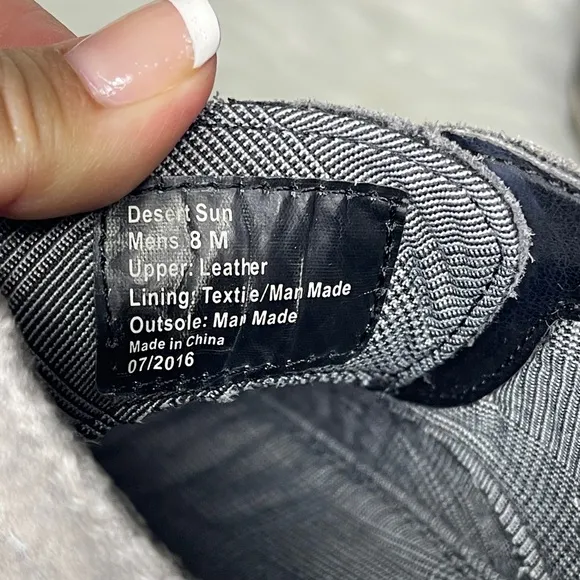 Desert Sun
Mens 8 M
Upper: Leather
Lining: Textile/Man Made
Outsole: Man Made
Made in China
07/2016